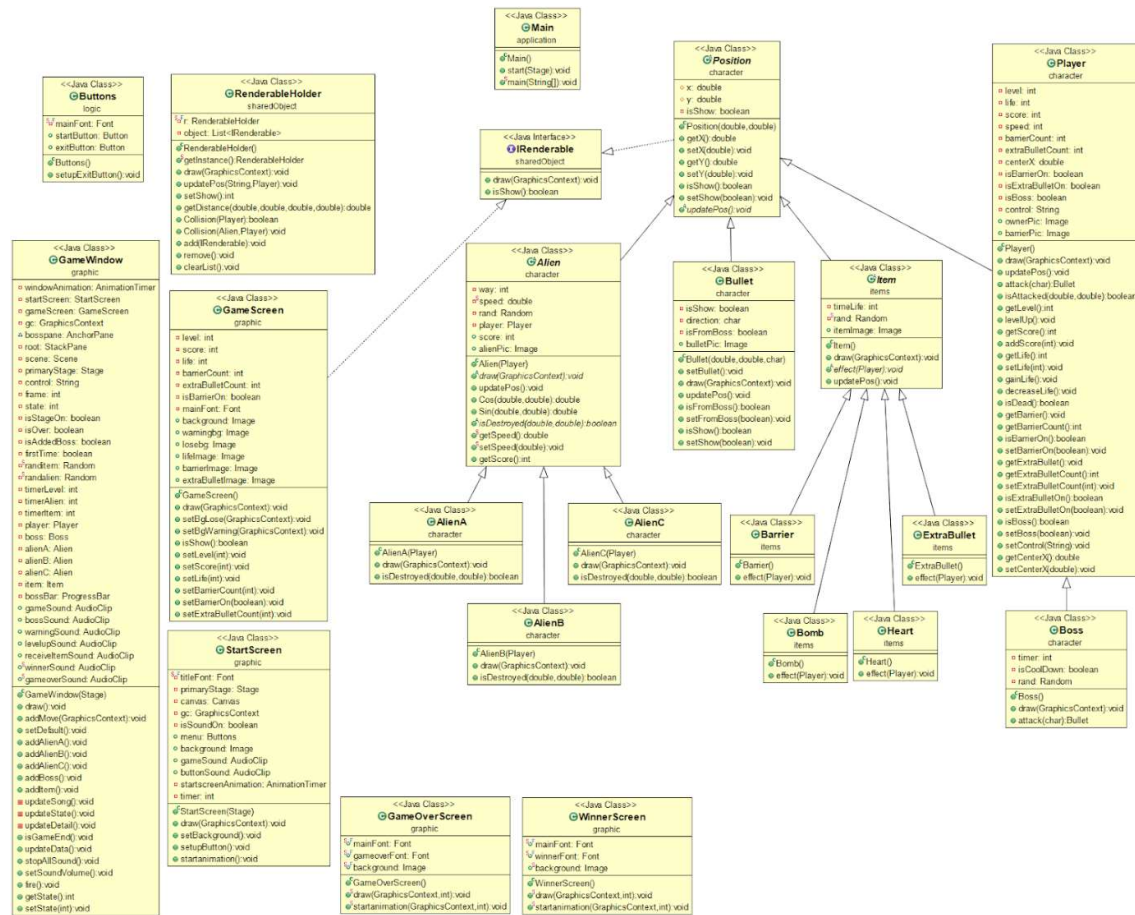 <<Java Class>>
Main
application
Main()
start(Stage):void
main(String[]):void
<<Java Class>>
Position
character
x: double
y: double
isShow: boolean
Position(double,double)
getX():double
setX(double):void
getY():double
setY(double):void
isShow():boolean
setShow(boolean):void
updatePos():void
<<Java Class>>
Player
character
level: int
life: int
score: int
speed: int
barrierCount: int
extraBulletCount: int
centerX: double
isBarrierOn: boolean
isExtraBulletOn: boolean
isBoss: boolean
control: String
ownerPic: Image
barrierPic: Image
Player()
draw(GraphicsContext):void
updatePos():void
attack(char):Bullet
isAttacked(double,double):boolean
getLevel():int
levelUp():void
getScore():int
addScore(int):void
getLife():int
setLife(int):void
gainLife():void
decreaseLife():void
isDead():boolean
getBarrier():void
getBarrierCount():int
isBarrierOn():boolean
setBarrierOn(boolean):void
getExtraBullet():void
getExtraBulletCount():int
setExtraBulletCount(int):void
isExtraBulletOn():boolean
setExtraBulletOn(boolean):void
isBoss():boolean
setBoss(boolean):void
setControl(String):void
getCenterX():double
setCenterX(double):void
<<Java Class>>
Buttons
logic
mainFont: Font
startButton: Button
exitButton: Button
Buttons()
setupExitButton():void
<<Java Class>>
RenderableHolder
sharedObject
r: RenderableHolder
object: List<IRenderable>
RenderableHolder()
getInstance():RenderableHolder
draw(GraphicsContext):void
updatePos(String,Player):void
setShow():int
getDistance(double,double,double,double):double
Collision(Player):boolean
Collision(Alien,Player):void
add(IRenderable):void
remove():void
clearList():void
<<Java Interface>>
IRenderable
sharedObject
draw(GraphicsContext):void
isShow():boolean
<<Java Class>>
GameWindow
graphic
windowAnimation: AnimationTimer
startScreen: StartScreen
gameScreen: GameScreen
gc: GraphicsContext
bosspane: AnchorPane
root: StackPane
scene: Scene
primaryStage: Stage
control: String
frame: int
state: int
isStageOn: boolean
isOver: boolean
isAddedBoss: boolean
firstTime: boolean
randitem: Random
randalien: Random
timerLevel: int
timerAlien: int
timerItem: int
player: Player
boss: Boss
alienA: Alien
alienB: Alien
alienC: Alien
item: Item
bossBar: ProgressBar
gameSound: AudioClip
bossSound: AudioClip
warningSound: AudioClip
levelupSound: AudioClip
receiveItemSound: AudioClip
winnerSound: AudioClip
gameoverSound: AudioClip
GameWindow(Stage)
draw():void
addMove(GraphicsContext):void
setDefault():void
addAlienA():void
addAlienB():void
addAlienC():void
addBoss():void
addItem():void
updateSong():void
updateState():void
updateDetail():void
isGameEnd():void
updateData():void
stopAllSound():void
setSoundVolume():void
fire():void
getState():int
setState(int):void
<<Java Class>>
GameScreen
graphic
level: int
score: int
life: int
barrierCount: int
extraBulletCount: int
isBarrierOn: boolean
mainFont: Font
background: Image
warningbg: Image
losebg: Image
lifeImage: Image
barrierImage: Image
extraBulletImage: Image
GameScreen()
draw(GraphicsContext):void
setBgLose(GraphicsContext):void
setBgWarning(GraphicsContext):void
isShow():boolean
setLevel(int):void
setScore(int):void
setLife(int):void
setBarrierCount(int):void
setBarrierOn(boolean):void
setExtraBulletCount(int):void
<<Java Class>>
Alien
character
way: int
speed: double
rand: Random
player: Player
score: int
alienPic: Image
Alien(Player)
draw(GraphicsContext):void
updatePos():void
Cos(double,double):double
Sin(double,double):double
isDestroyed(double,double):boolean
getSpeed():double
setSpeed(double):void
getScore():int
<<Java Class>>
Bullet
character
isShow: boolean
direction: char
isFromBoss: boolean
bulletPic: Image
Bullet(double,double,char)
setBullet():void
draw(GraphicsContext):void
updatePos():void
isFromBoss():boolean
setFromBoss(boolean):void
isShow():boolean
setShow(boolean):void
<<Java Class>>
Item
items
timeLife: int
rand: Random
itemImage: Image
Item()
draw(GraphicsContext):void
effect(Player):void
updatePos():void
<<Java Class>>
AlienA
character
AlienA(Player)
draw(GraphicsContext):void
isDestroyed(double,double):boolean
<<Java Class>>
AlienC
character
AlienC(Player)
draw(GraphicsContext):void
isDestroyed(double,double):boolean
<<Java Class>>
Barrier
items
Barrier()
effect(Player):void
<<Java Class>>
ExtraBullet
items
ExtraBullet()
effect(Player):void
<<Java Class>>
AlienB
character
AlienB(Player)
draw(GraphicsContext):void
isDestroyed(double,double):boolean
<<Java Class>>
Bomb
items
Bomb()
effect(Player):void
<<Java Class>>
Heart
items
Heart()
effect(Player):void
<<Java Class>>
Boss
character
timer: int
isCoolDown: boolean
rand: Random
Boss()
draw(GraphicsContext):void
attack(char):Bullet
<<Java Class>>
StartScreen
graphic
titleFont: Font
primaryStage: Stage
canvas: Canvas
gc: GraphicsContext
isSoundOn: boolean
menu: Buttons
background: Image
gameSound: AudioClip
buttonSound: AudioClip
startscreenAnimation: AnimationTimer
timer: int
StartScreen(Stage)
draw(GraphicsContext):void
setBackground():void
setupButton():void
startanimation():void
<<Java Class>>
GameOverScreen
graphic
mainFont: Font
gameoverFont: Font
background: Image
GameOverScreen()
draw(GraphicsContext,int):void
startanimation(GraphicsContext,int):void
<<Java Class>>
WinnerScreen
graphic
mainFont: Font
winnerFont: Font
background: Image
WinnerScreen()
draw(GraphicsContext,int):void
startanimation(GraphicsContext,int):void